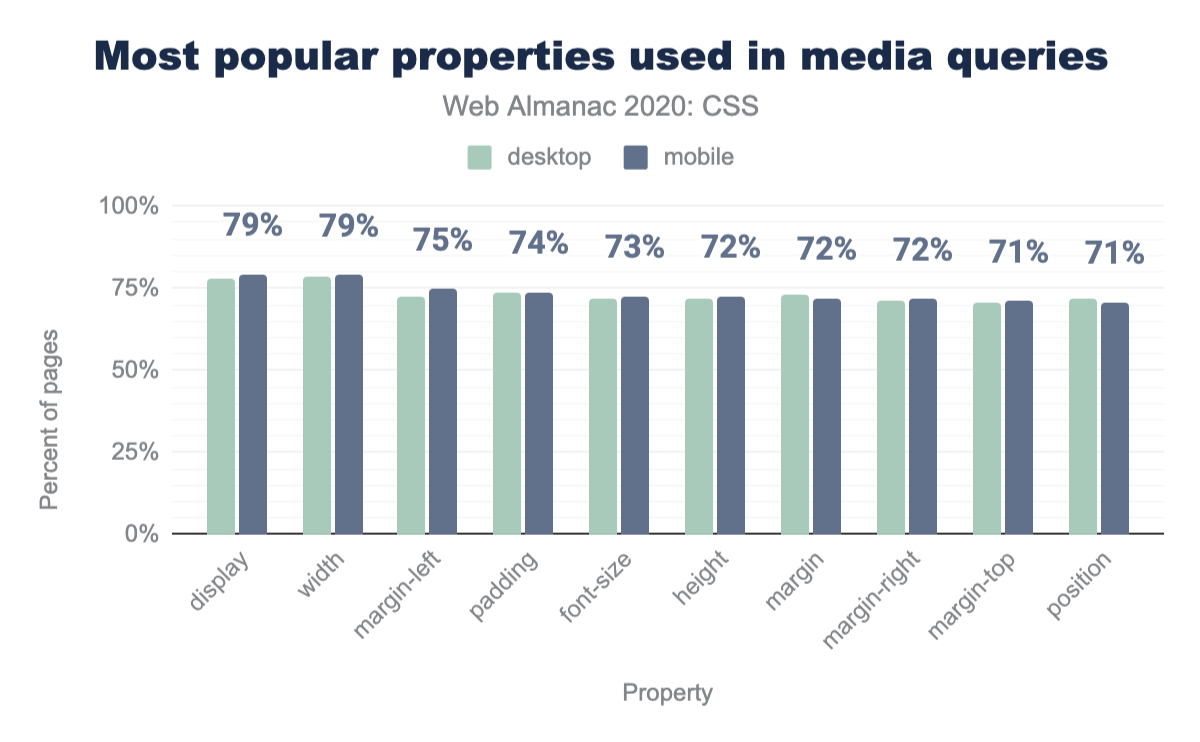 Most popular properties used in media queries
Web Almanac 2020: CSS
desktop
mobile
100%
75%
50%
25%
0%
Percent of pages
79%
79%
75%
74%
73%
72%
72%
72%
71%
71%
display
width
margin-left
padding
font-size
height
margin
margin-right
margin-top
position
Property